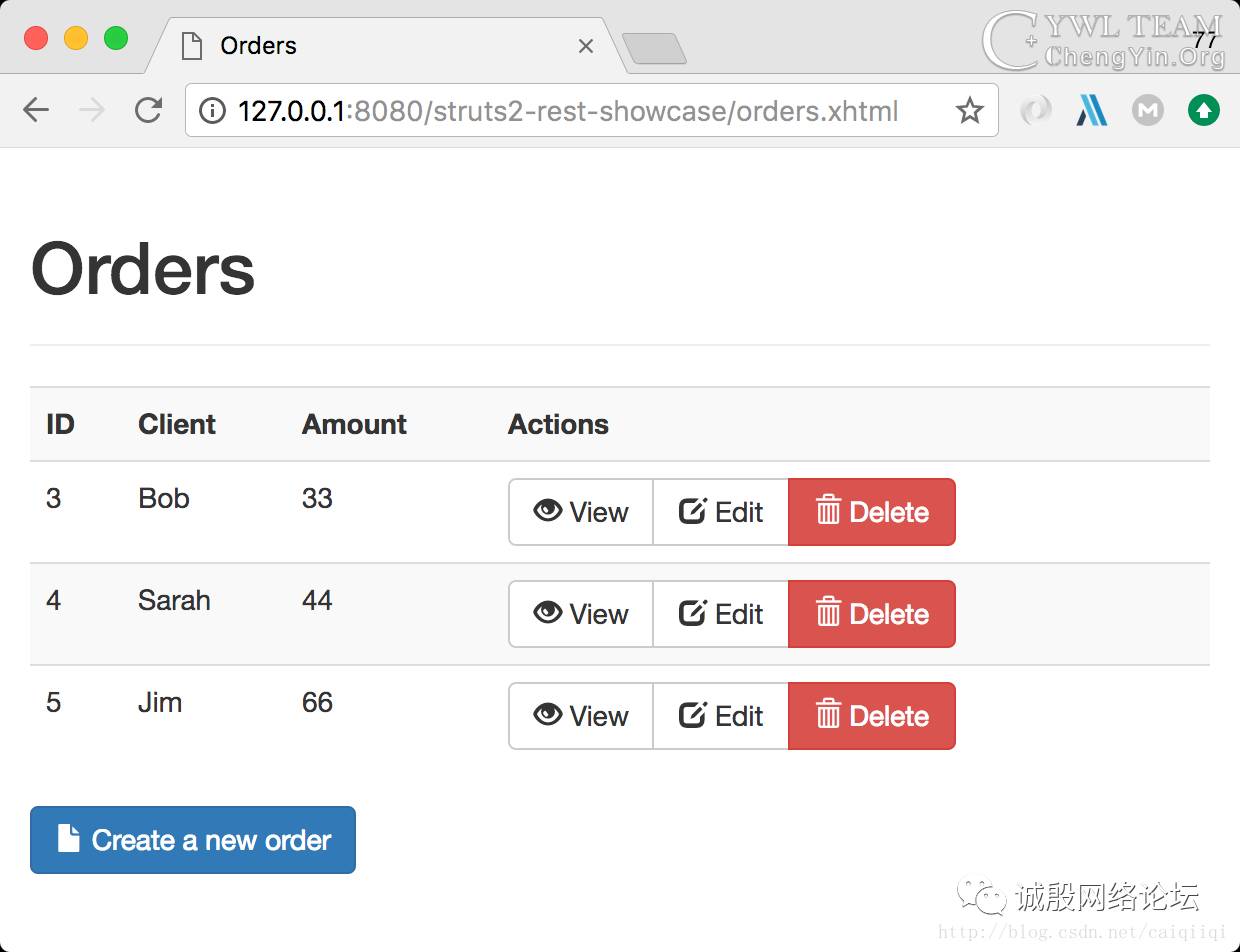 Orders
YWL TEAM
77
ChengYin.Org
127.0.0.1:8080/struts2-rest-showcase/orders.xhtml
M
Orders
ID Client Amount Actions
3 Bob 33 View Edit Delete
4 Sarah 44 View Edit Delete
5 Jim 66 View Edit Delete
Create a new order
诚殷网络论坛
http://blog.csdn.net/caiqiiqi